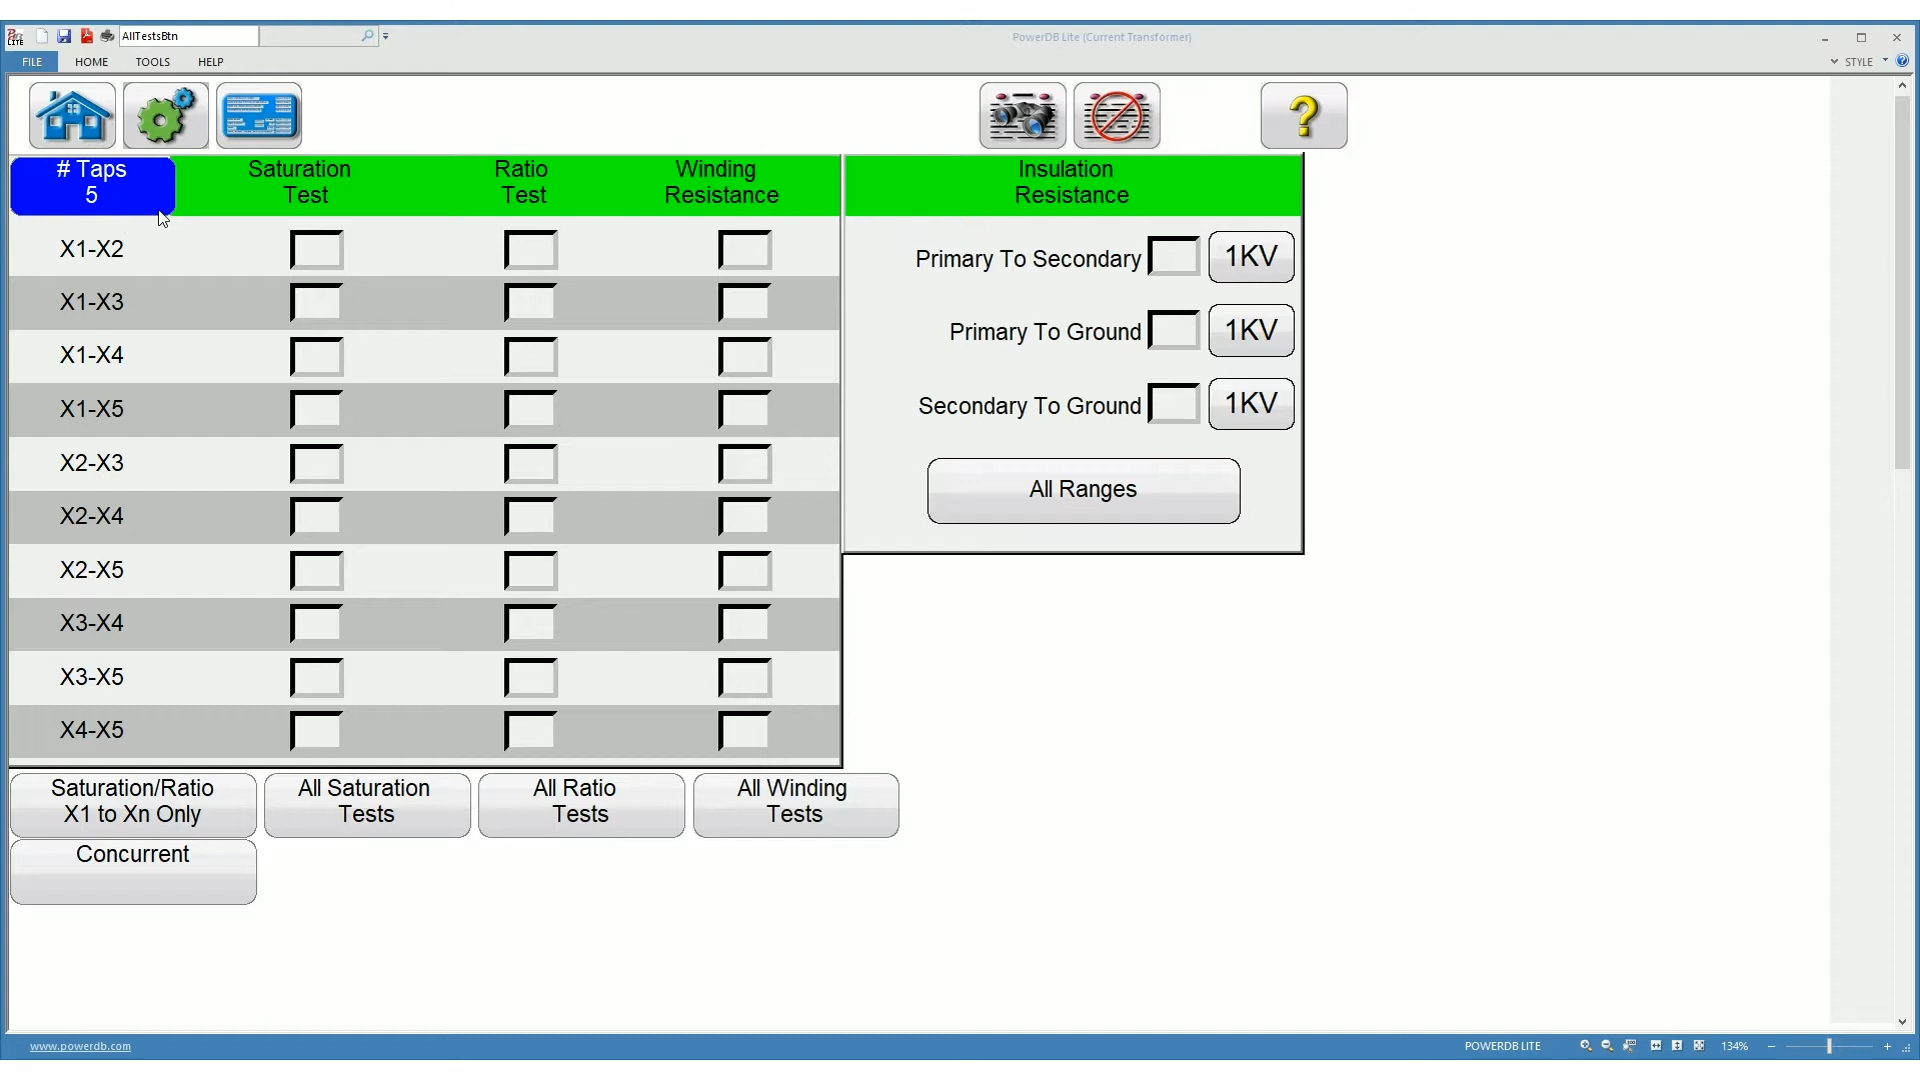 AllTestsBtn
PowerDB Lite (Current Transformer)
FILE HOME TOOLS HELP
STYLE
# Taps
5
Saturation
Test
Ratio
Test
Winding
Resistance
Insulation
Resistance
X1-X2
X1-X3
X1-X4
X1-X5
X2-X3
X2-X4
X2-X5
X3-X4
X3-X5
X4-X5
Primary To Secondary 1KV
Primary To Ground 1KV
Secondary To Ground 1KV
All Ranges
Saturation/Ratio
X1 to Xn Only
All Saturation
Tests
All Ratio
Tests
All Winding
Tests
Concurrent
www.powerdb.com
POWERDB LITE
134%